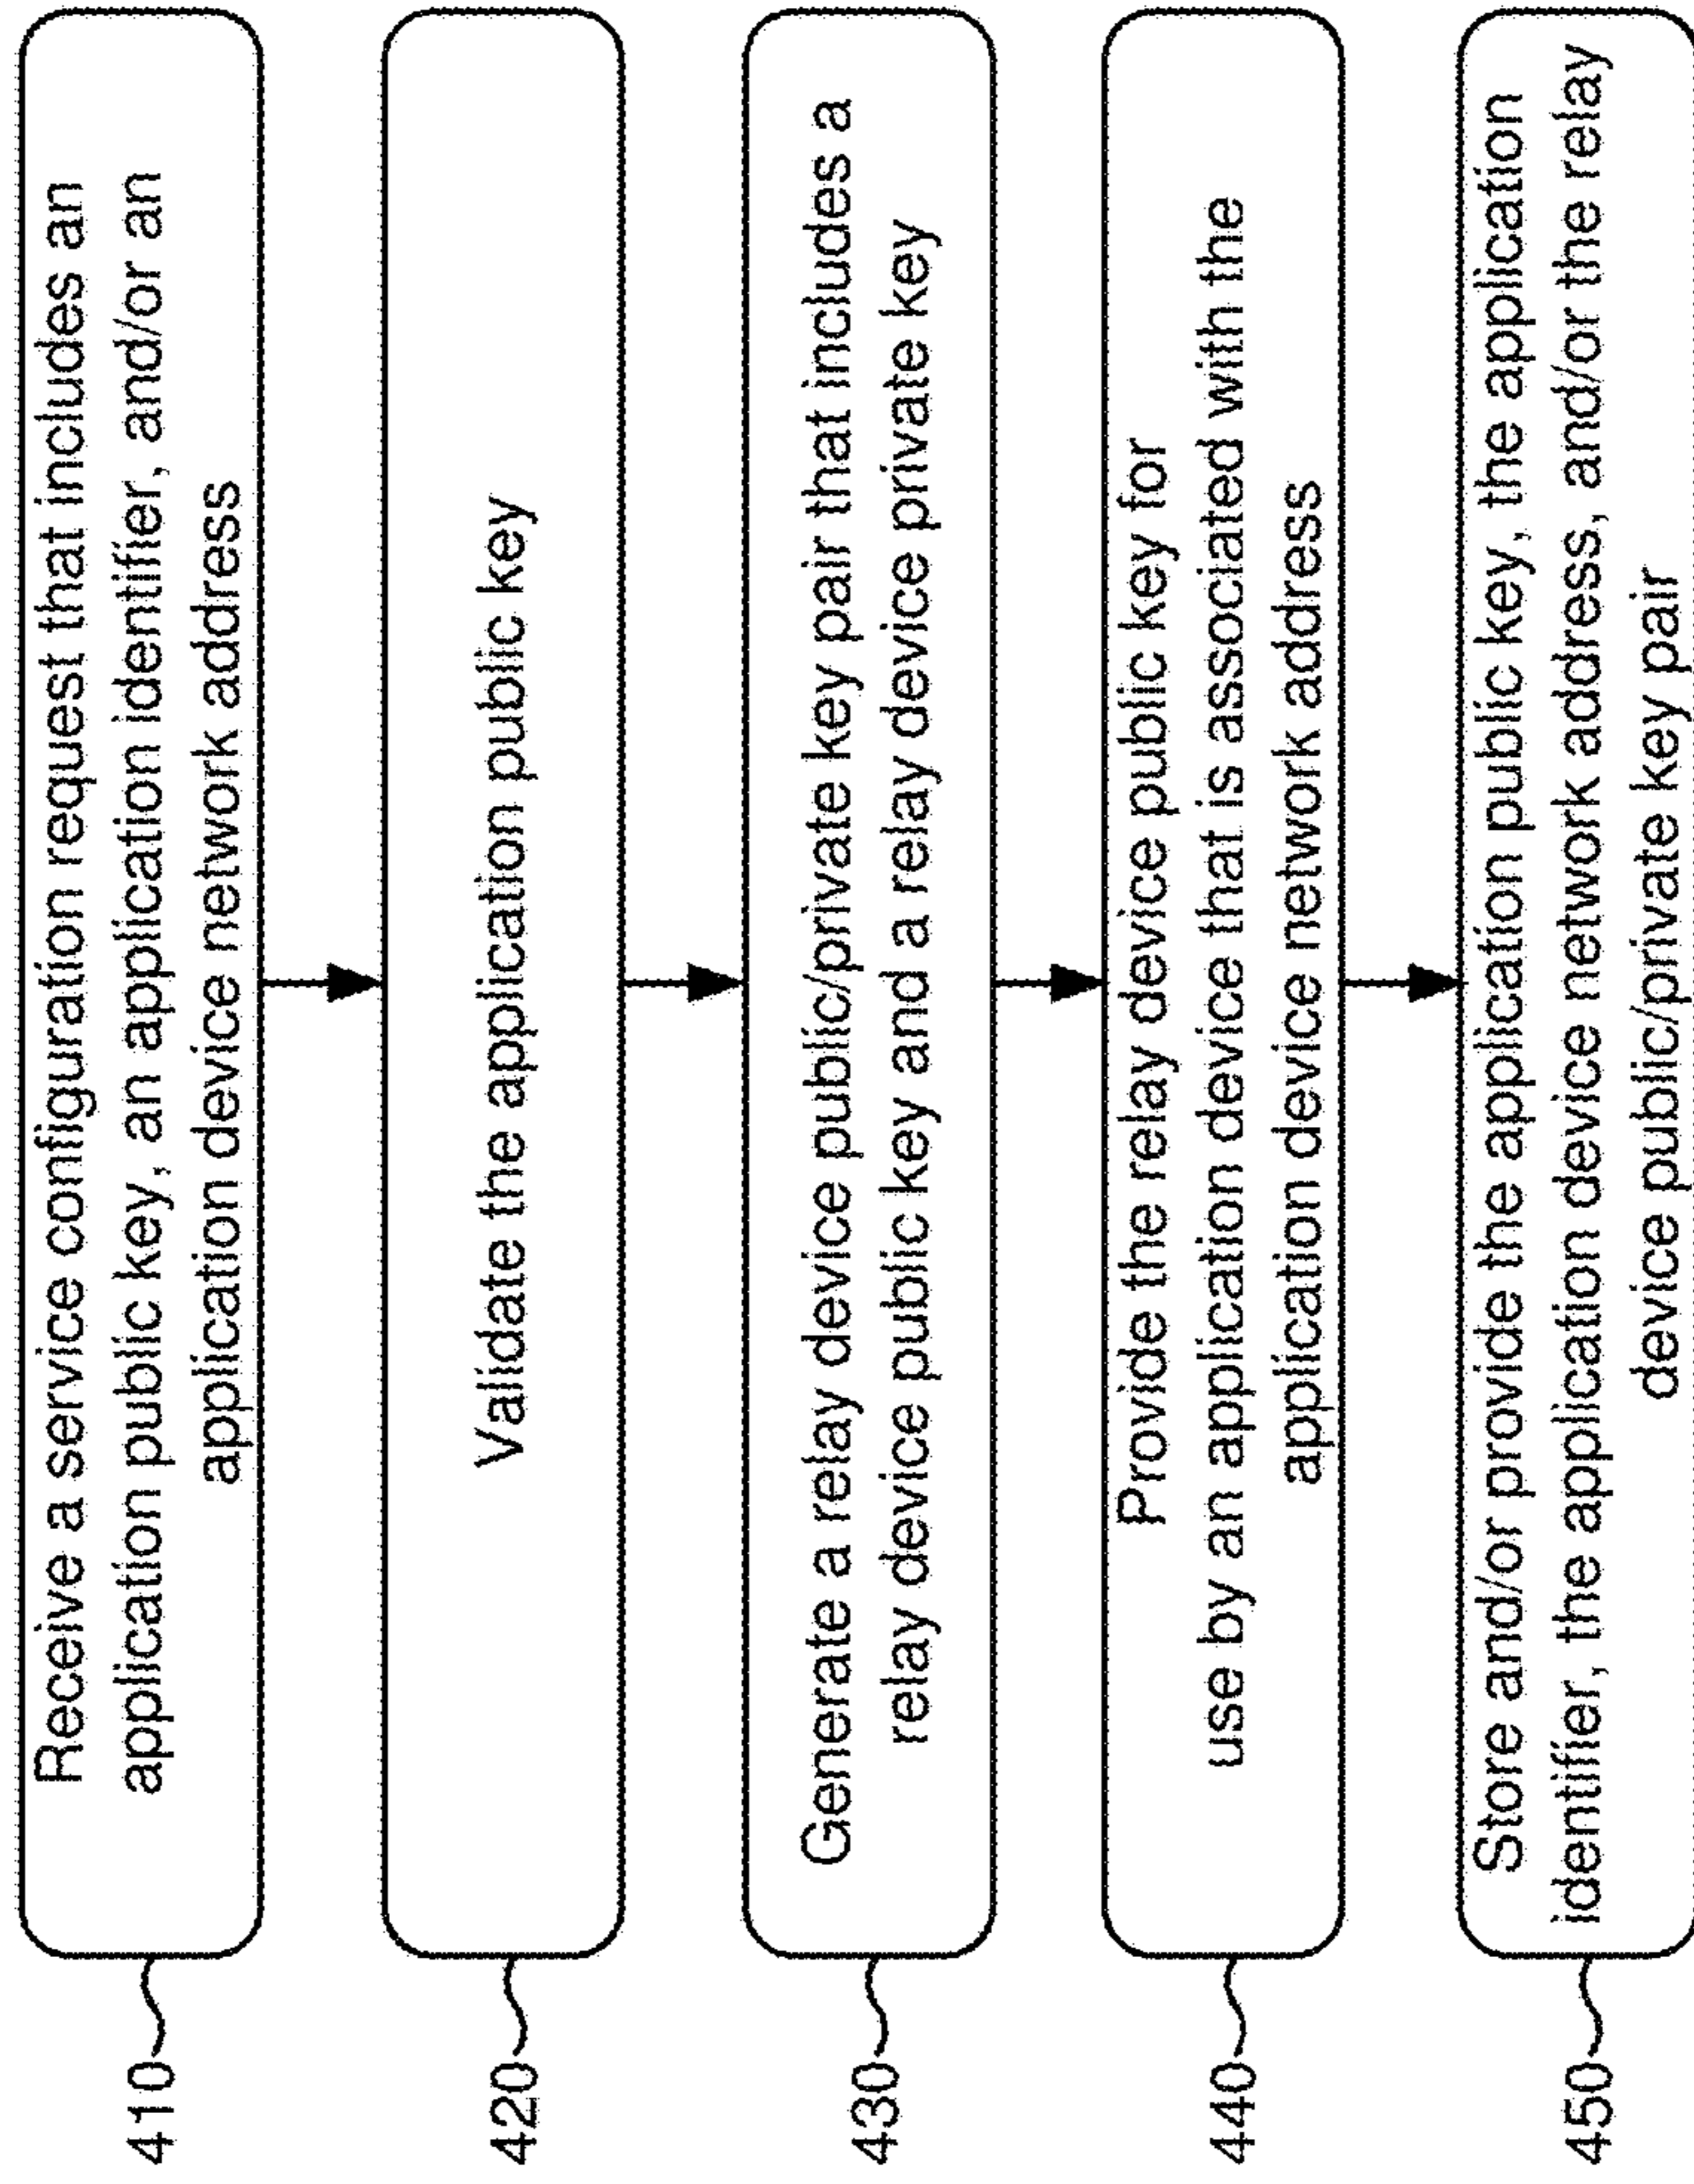 410
Receive a service configuration request that includes an
application public key, an application identifier, and/or an
application device network address
420
Validate the application public key
430
Generate a relay device public/private key pair that includes a
relay device public key and a relay device private key
440
Provide the relay device public key for
use by an application device that is associated with the
application device network address
450
Store and/or provide the application public key, the application
identifier, the application device network address, and/or the relay
device public/private key pair